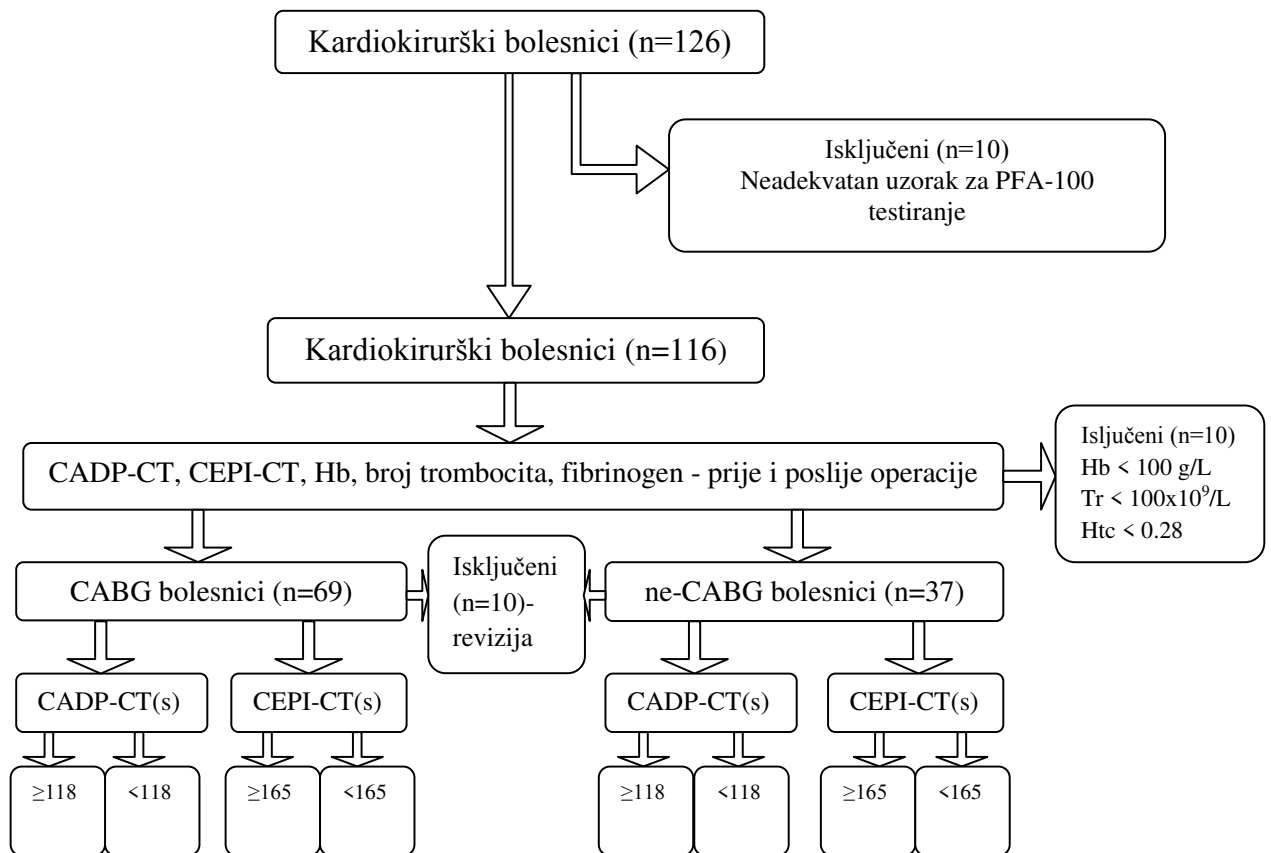 Kardiokirurški bolesnici (n=126)
Isključeni (n=10)
Neadekvatan uzorak za PFA-100
testiranje
Kardiokirurški bolesnici (n=116)
CADP-CT, CEPI-CT, Hb, broj trombocita, fibrinogen - prije i poslije operacije
Isljučeni (n=10)
Hb < 100 g/L
Tr < 100x10⁹/L
Htc < 0.28
CABG bolesnici (n=69)
Isključeni
(n=10)-
revizija
ne-CABG bolesnici (n=37)
CADP-CT(s)
CEPI-CT(s)
CADP-CT(s)
CEPI-CT(s)
≥118
<118
≥165
<165
≥118
<118
≥165
<165